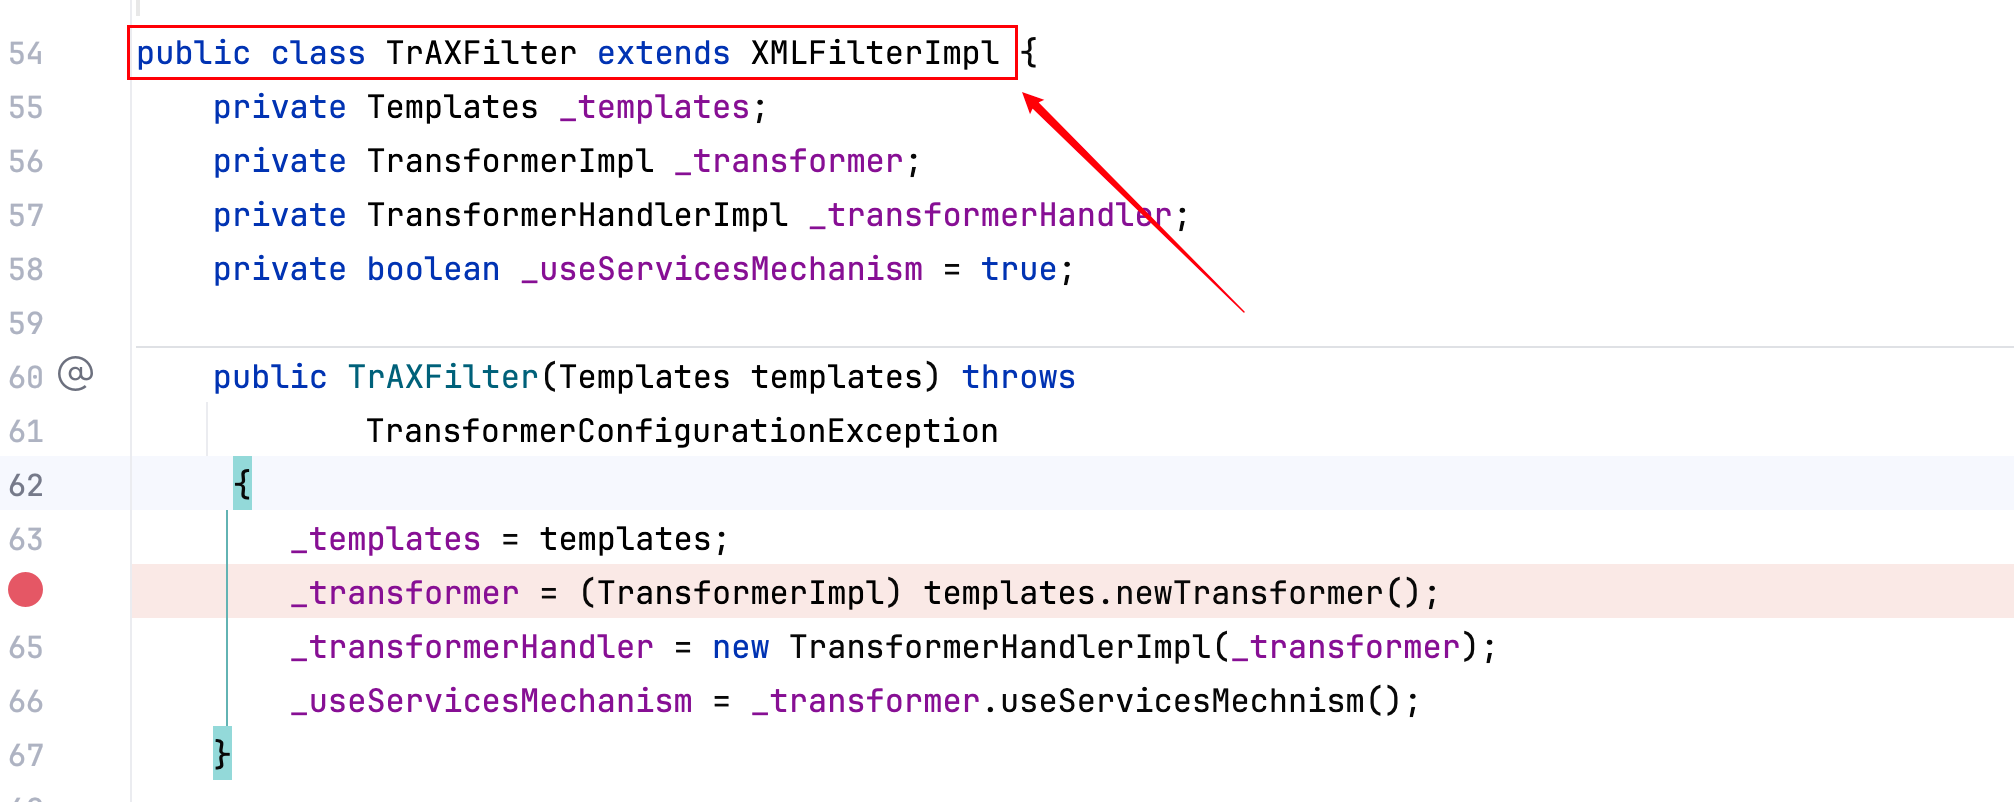 54 public class TrAXFilter extends XMLFilterImpl {
55 private Templates _templates;
56 private TransformerImpl _transformer;
57 private TransformerHandlerImpl _transformerHandler;
58 private boolean _useServicesMechanism = true;
59
60 @ public TrAXFilter(Templates templates) throws
61 TransformerConfigurationException
62 {
63 _templates = templates;
_transformer = (TransformerImpl) templates.newTransformer();
65 _transformerHandler = new TransformerHandlerImpl(_transformer);
66 _useServicesMechanism = _transformer.useServicesMechnism();
67 }